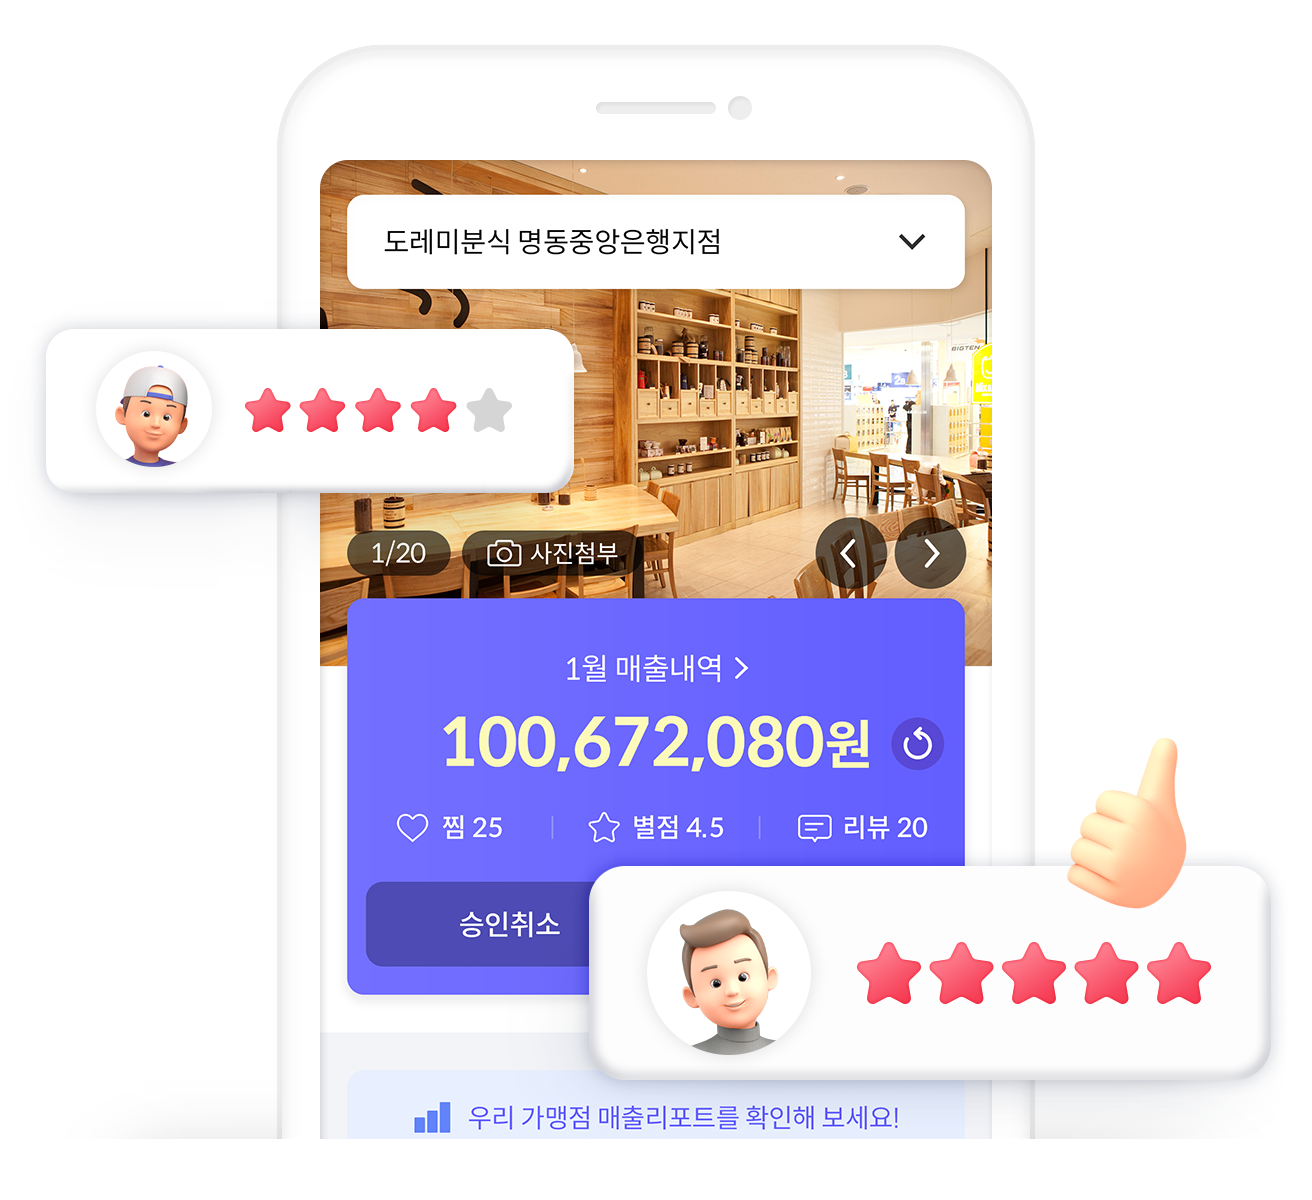 도레미분식 명동중앙은행지점
BIGTEN
1/20
사진첨부
1월 매출내역
100,672,080원
찜 25
별점 4.5
리뷰 20
승인취소
우리 가맹점 매출리포트를 확인해 보세요!